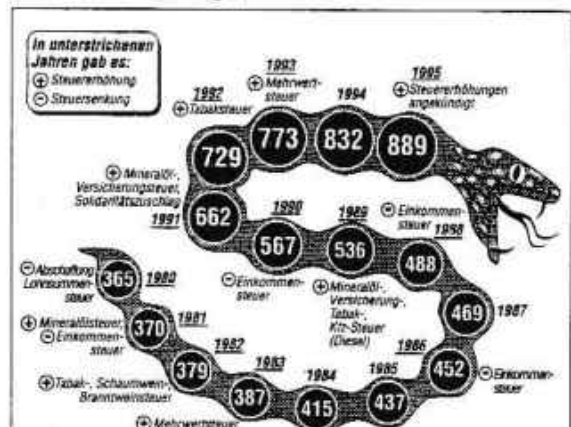 In unterstrichenen
Jahren gab es:
⊕ Steuererhöhung
⊖ Steuersenkung
1992
⊕ Tabaksteuer
729
1993
⊕ Mehrwert-
steuer
773
1994
832
1995
⊕ Steuererhöhungen
angekündigt
889
⊕ Mineralöl-,
Versicherungsteuer,
Solidaritätszuschlag
1991
662
1990
567
⊖ Einkommen-
steuer
1989
536
⊕ Mineralöl-,
Versicherung-,
Tabak-,
Kfz-Steuer
(Diesel)
⊖ Einkommen-
steuer
1988
488
469
1987
1986
452
⊖ Einkommen-
steuer
1985
437
1984
415
1983
387
⊕ Mehrwertsteuer
1982
379
⊕ Tabak-, Schaumwein-,
Branntweinsteuer
1981
370
⊕ Mineralölsteuer,
⊖ Einkommen-
steuer
1980
365
⊖ Abschaffung
Lohnsummen-
steuer